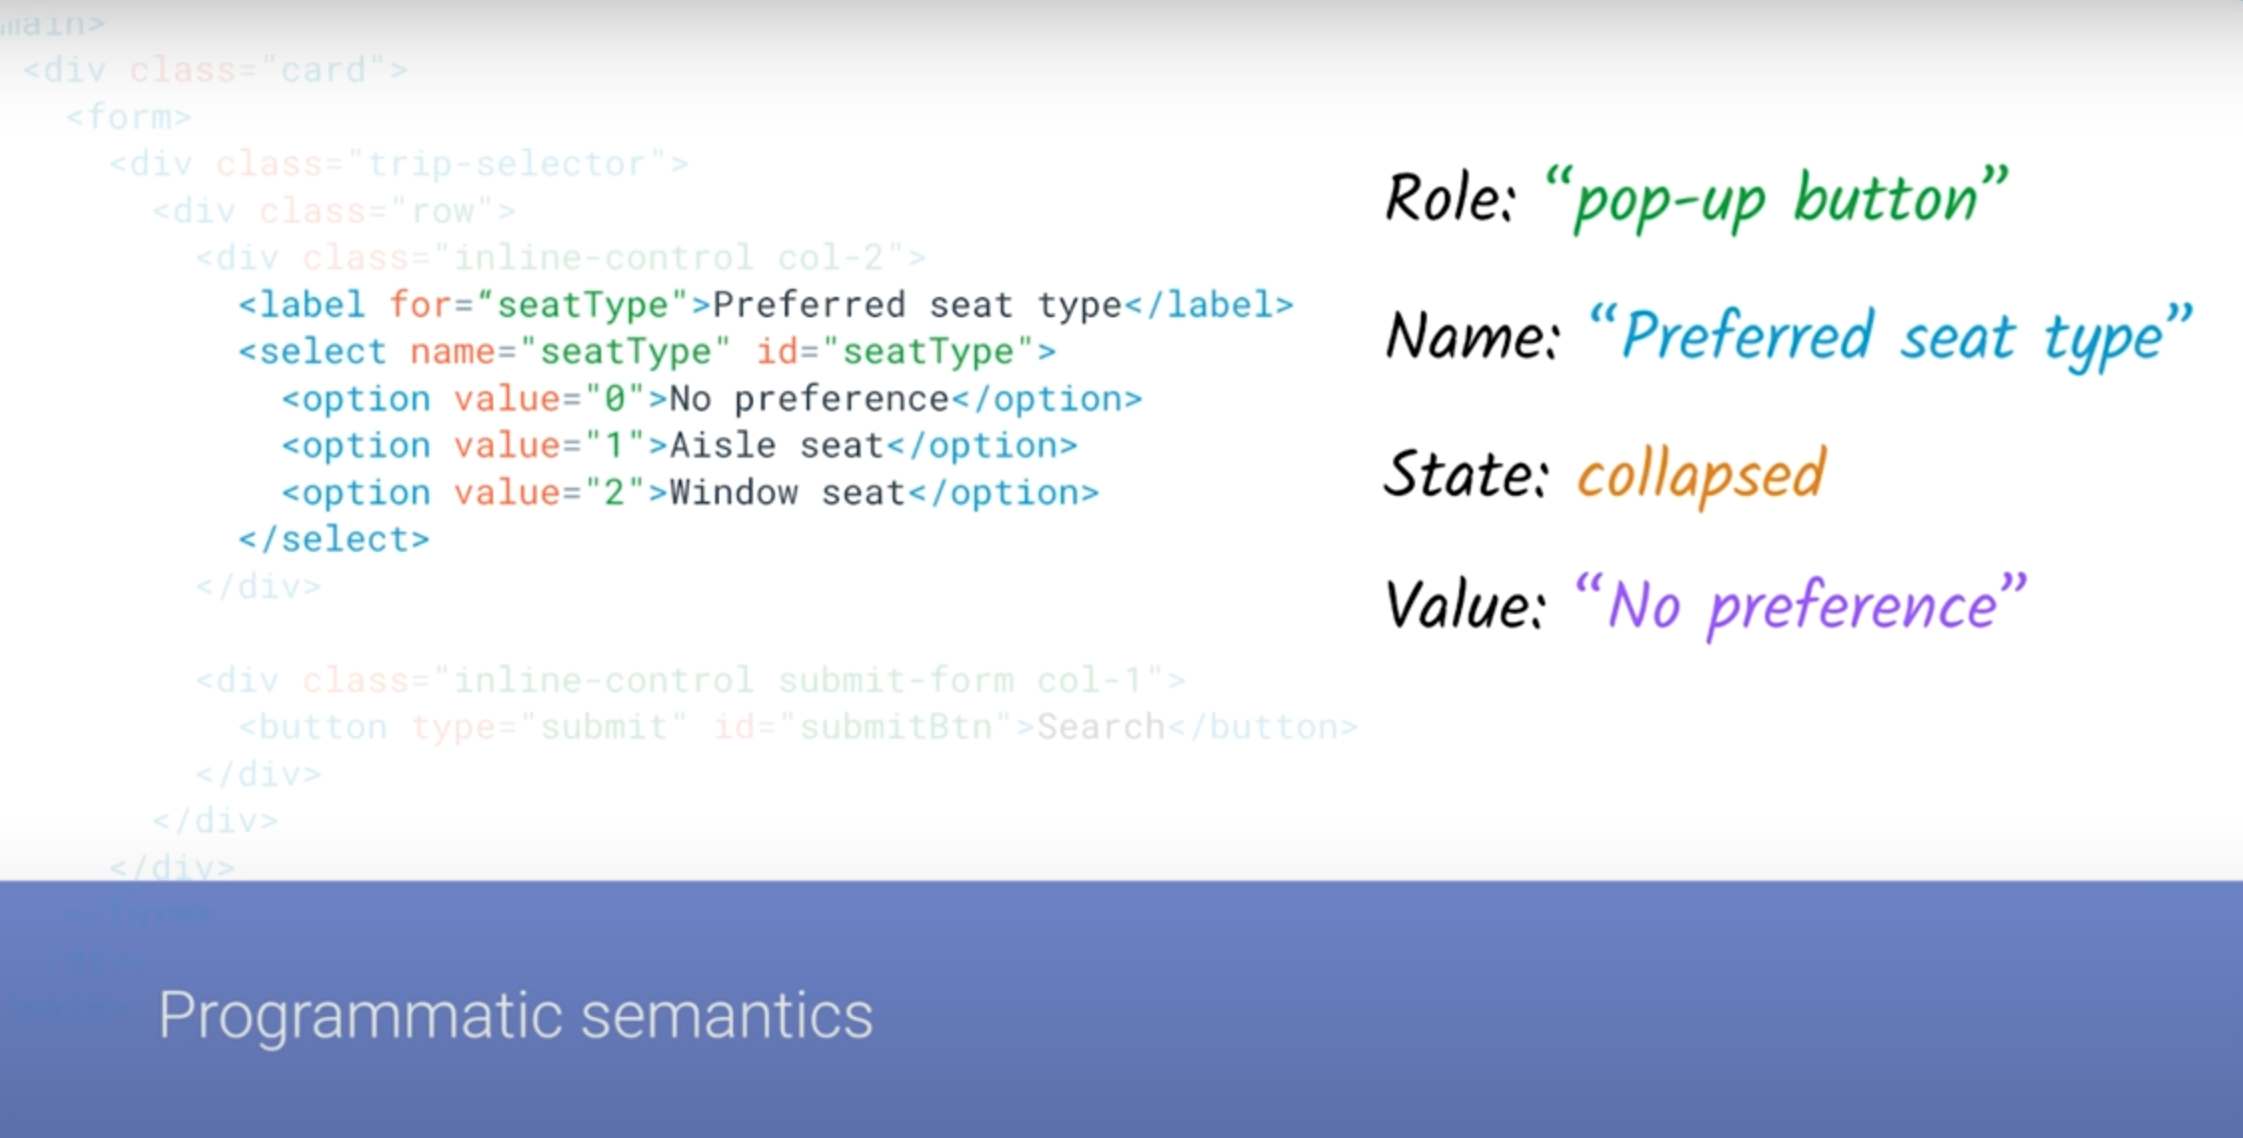 main>
<div class="card">
<form>
<div class="trip-selector">
<div class="row">
<div class="inline-control col-2">
<label for=“seatType">Preferred seat type</label>
<select name="seatType" id="seatType">
<option value="0">No preference</option>
<option value="1">Aisle seat</option>
<option value="2">Window seat</option>
</select>
</div>
<div class="inline-control submit-form col-1">
<button type="submit" id="submitBtn">Search</button>
</div>
</div>
</div>
</form>
</div>
Role: “pop-up button”
Name: “Preferred seat type”
State: collapsed
Value: “No preference”
Programmatic semantics